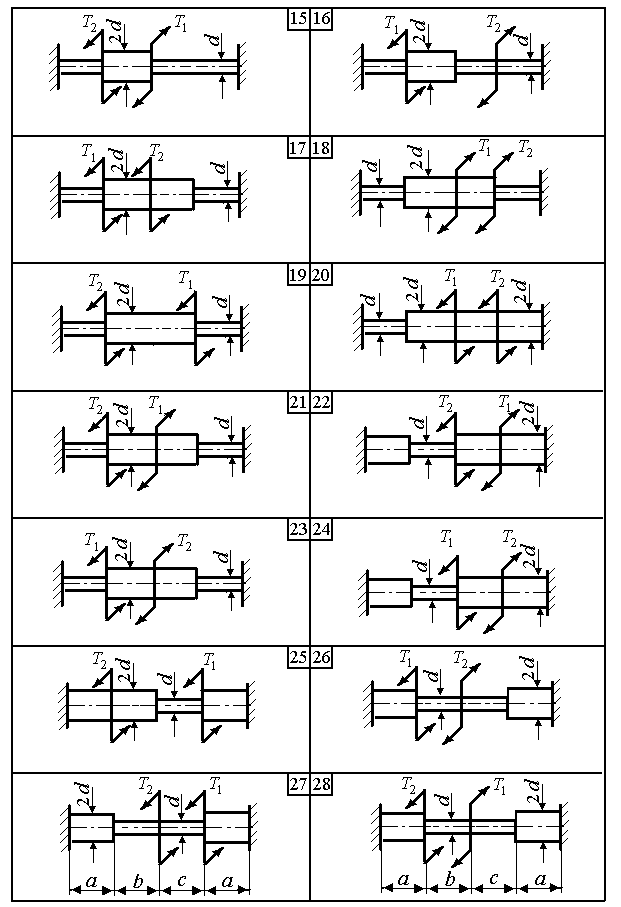 T2 2d T1 d 15
16 T1 2d T2 d
T1 2d T2 d 17
18 d 2d T1 T2
T2 2d T1 d 19
20 d 2d T1 T2 2d
T2 2d T1 d 21
22 d T2 T1 2d
T1 2d T2 d 23
24 d T1 T2 2d
T2 2d d T1 25
26 T1 d T2 2d
2d T2 d T1 27
28 T2 d T1 2d
a b c a
a b c a